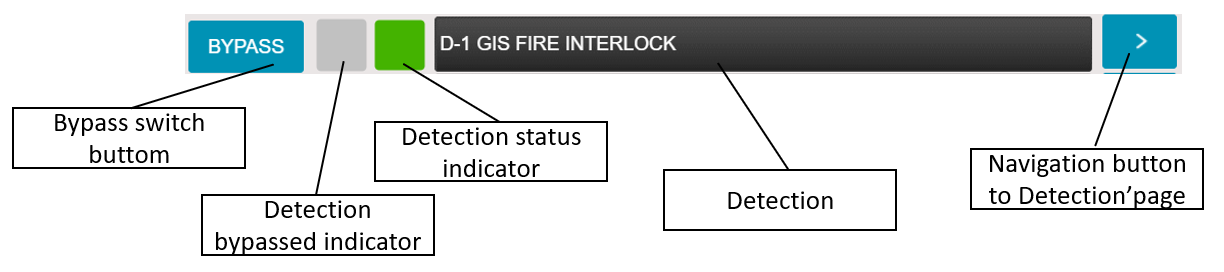 BYPASS
D-1 GIS FIRE INTERLOCK
>
Bypass switch
buttom
Detection status
indicator
Detection
bypassed indicator
Detection
Navigation button
to Detection’page